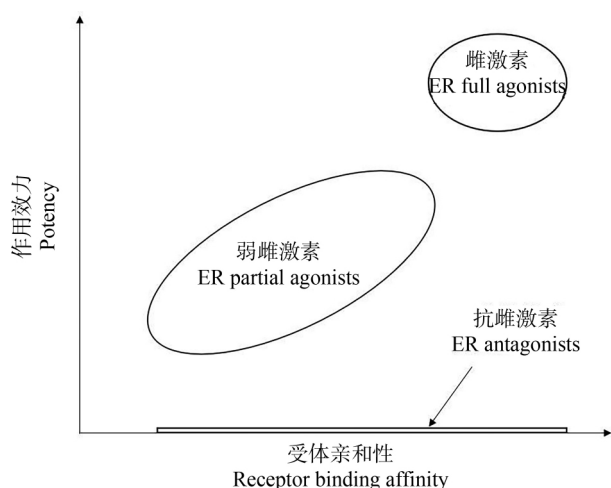 雌激素
ER full agonists
作用效力
Potency
弱雌激素
ER partial agonists
抗雌激素
ER antagonists
受体亲和性
Receptor binding affinity